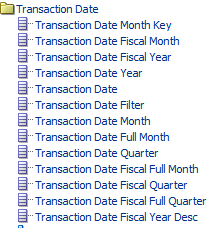 Transaction Date
Transaction Date Month Key
Transaction Date Fiscal Month
Transaction Date Fiscal Year
Transaction Date Year
Transaction Date
Transaction Date Filter
Transaction Date Month
Transaction Date Full Month
Transaction Date Quarter
Transaction Date Fiscal Full Month
Transaction Date Fiscal Quarter
Transaction Date Fiscal Full Quarter
Transaction Date Fiscal Year Desc